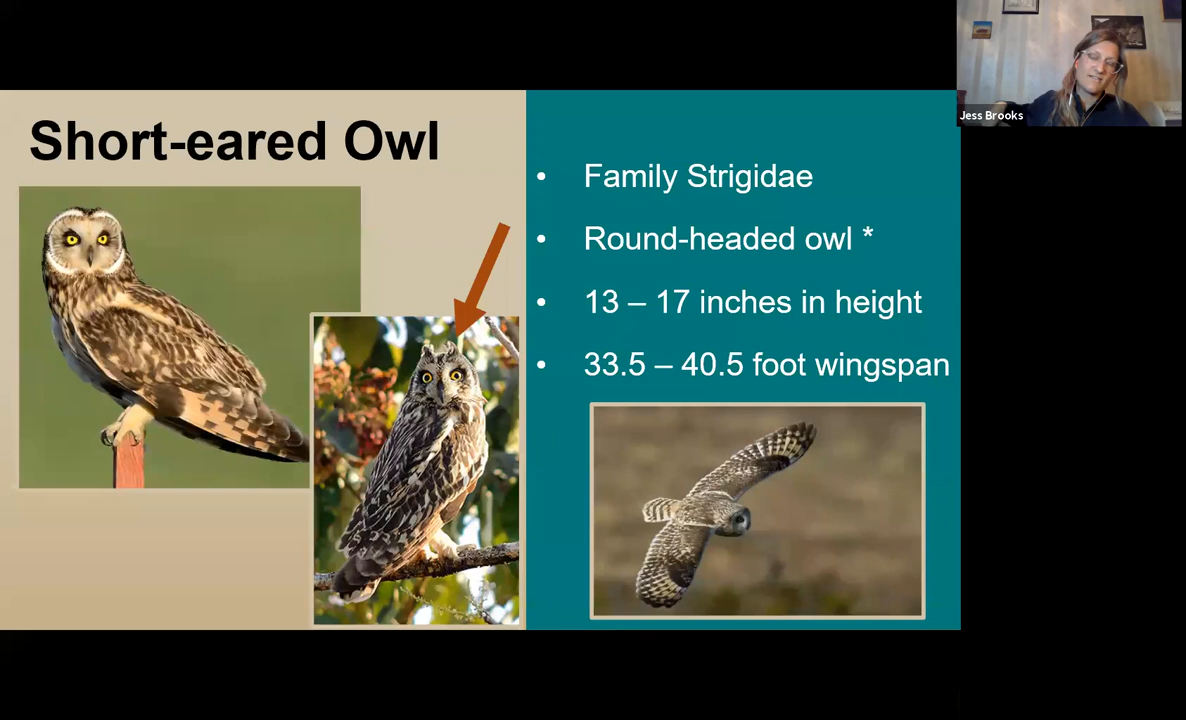 Short-eared Owl
• Family Strigidae
• Round-headed owl *
• 13 – 17 inches in height
• 33.5 – 40.5 foot wingspan
Jess Brooks